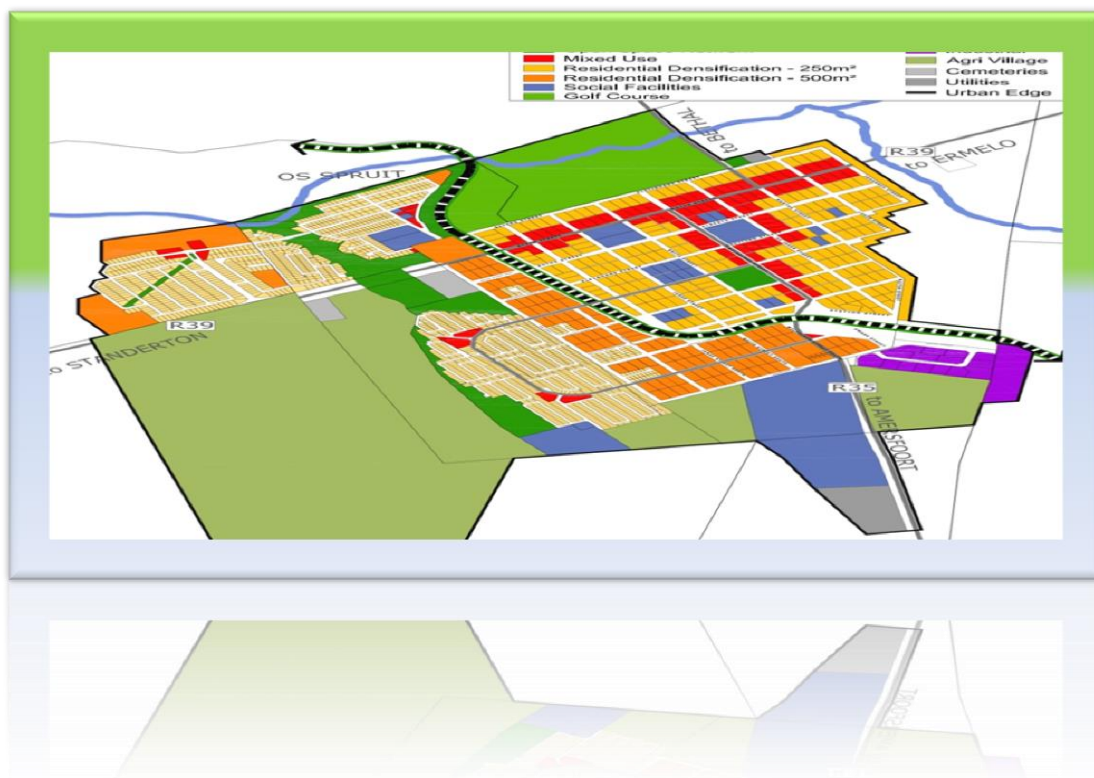 Mixed Use
Residential Densification - 250m²
Residential Densification - 500m²
Social Facilities
Golf Course
Agri Village
Cemeteries
Utilities
Urban Edge
to BETHAL
R39
to ERMELO
OS SPRUIT
R39
to STANDERTON
R35
to AMERSFOORT